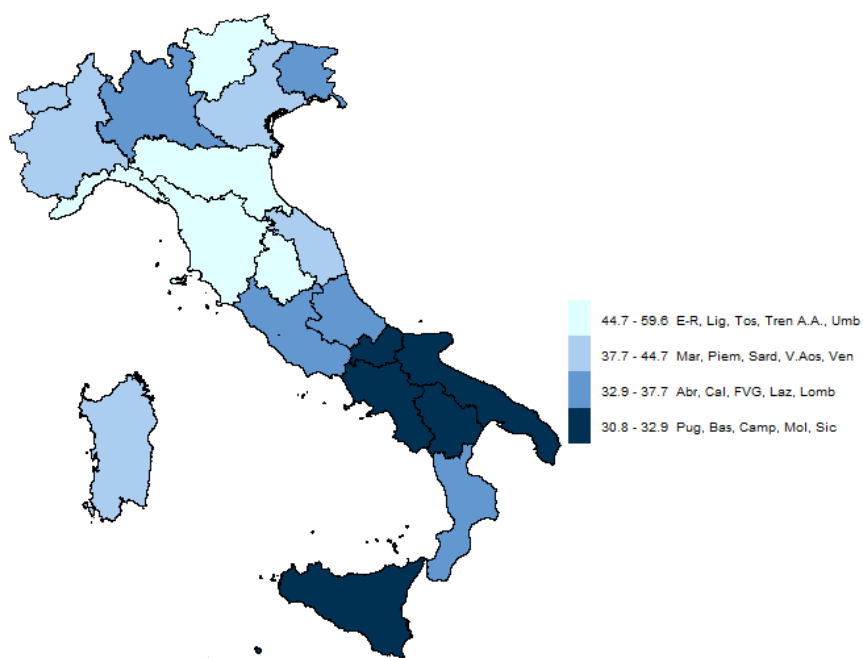 44.7 - 59.6 E-R, Lig, Tos, Tren A.A., Umb
37.7 - 44.7 Mar, Piem, Sard, V.Aos, Ven
32.9 - 37.7 Abr, Cal, FVG, Laz, Lomb
30.8 - 32.9 Pug, Bas, Camp, Mol, Sic